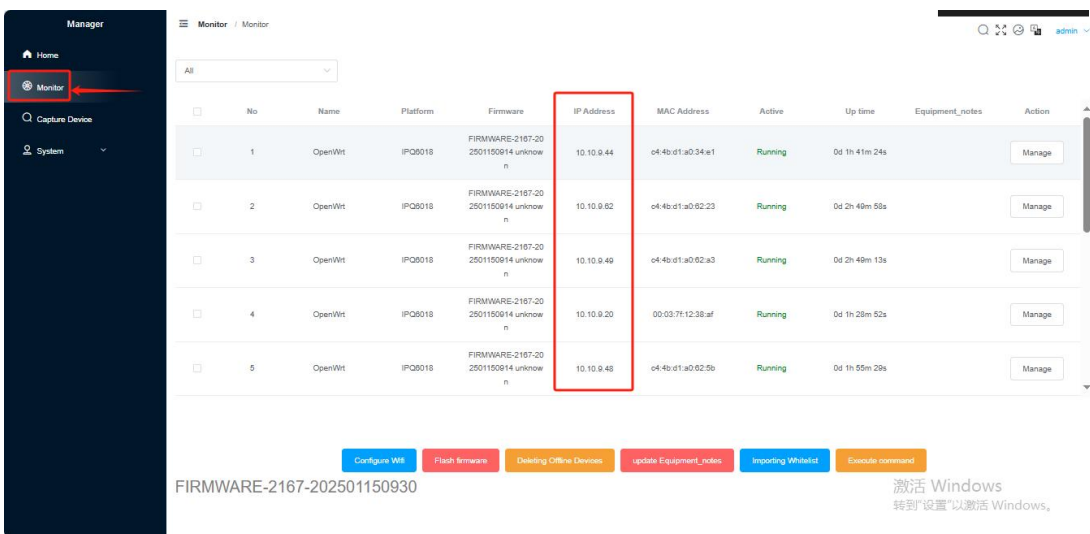 Manager
Monitor / Monitor
admin
Home
Monitor
Capture Device
System
All
No Name Platform Firmware IP Address MAC Address Active Up time Equipment_notes Action
1 OpenWrt IPQ6018 FIRMWARE-2167-20
2501150914 unknow
n
10.10.9.44 c4:4b:d1:a0:34:e1 Running 0d 1h 41m 24s Manage
2 OpenWrt IPQ6018 FIRMWARE-2167-20
2501150914 unknow
n
10.10.9.62 c4:4b:d1:a0:62:23 Running 0d 2h 49m 58s Manage
3 OpenWrt IPQ6018 FIRMWARE-2167-20
2501150914 unknow
n
10.10.9.49 c4:4b:d1:a0:62:a3 Running 0d 2h 49m 13s Manage
4 OpenWrt IPQ6018 FIRMWARE-2167-20
2501150914 unknow
n
10.10.9.20 00:03:7f:12:38:af Running 0d 1h 28m 52s Manage
5 OpenWrt IPQ6018 FIRMWARE-2167-20
2501150914 unknow
n
10.10.9.48 c4:4b:d1:a0:62:5b Running 0d 1h 55m 29s Manage
Configure Wifi Flash firmware Deleting Offline Devices update Equipment_notes Importing Whitelist Execute command
FIRMWARE-2167-202501150930
激活 Windows
转到"设置"以激活 Windows。